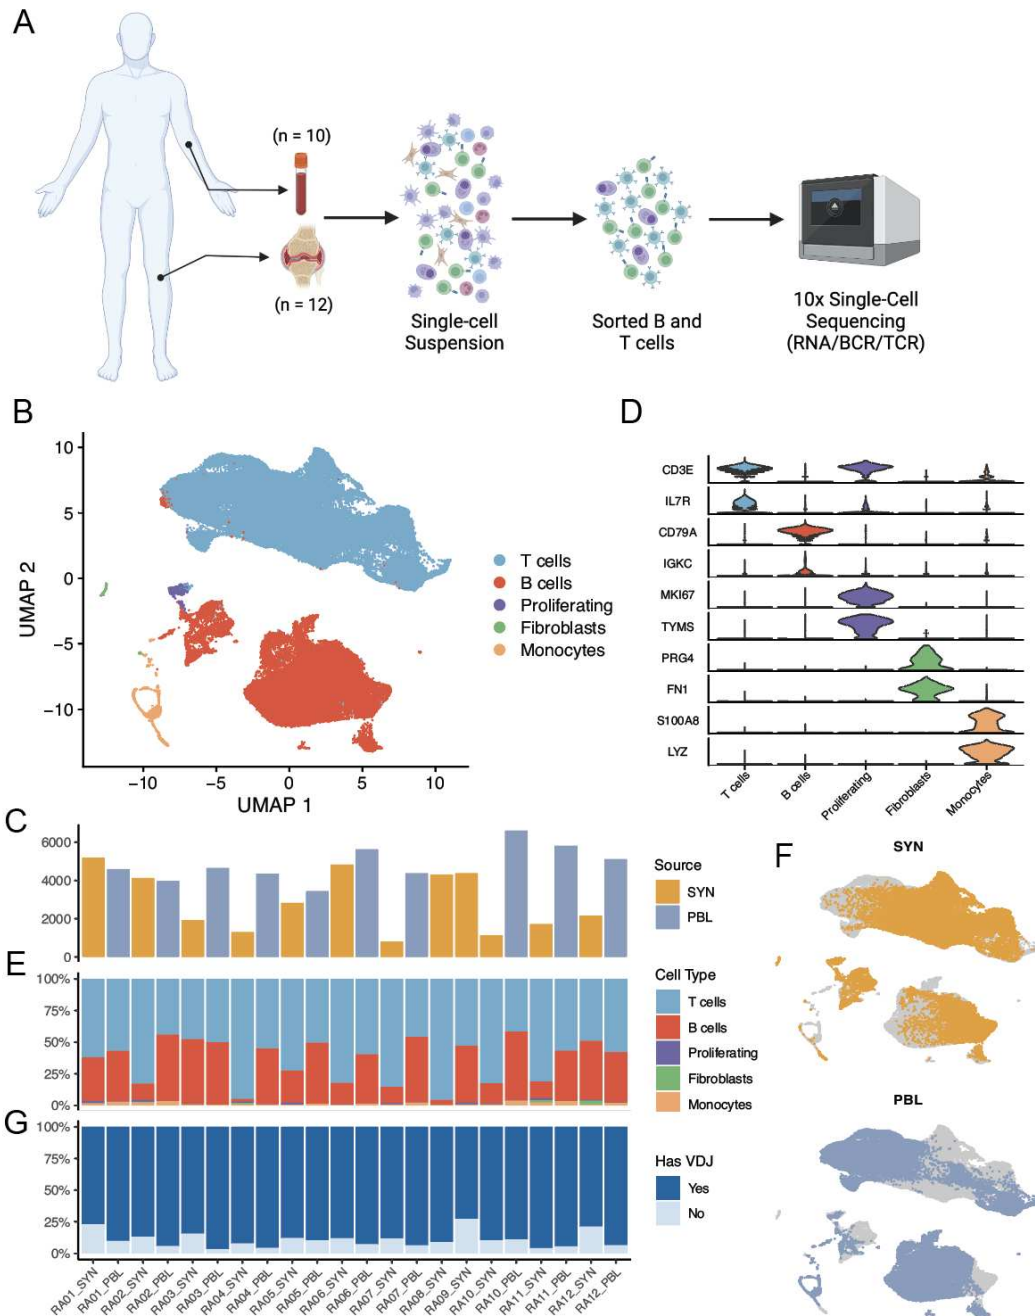 A
(n = 10)
(n = 12)
Single-cell
Suspension
Sorted B and
T cells
10x Single-Cell
Sequencing
(RNA/BCR/TCR)
B
10
5
0
−5
−10
UMAP 2
−10
−5
0
5
10
UMAP 1
T cells
B cells
Proliferating
Fibroblasts
Monocytes
D
CD3E
IL7R
CD79A
IGKC
MKI67
TYMS
PRG4
FN1
S100A8
LYZ
T cells
B cells
Proliferating
Fibroblasts
Monocytes
C
6000
4000
2000
0
Source
SYN
PBL
E
100%
75%
50%
25%
0%
Cell Type
T cells
B cells
Proliferating
Fibroblasts
Monocytes
G
100%
75%
50%
25%
0%
Has VDJ
Yes
No
RA01_SYN
RA01_PBL
RA02_SYN
RA02_PBL
RA03_SYN
RA03_PBL
RA04_SYN
RA04_PBL
RA05_SYN
RA05_PBL
RA06_SYN
RA06_PBL
RA07_SYN
RA07_PBL
RA08_SYN
RA09_SYN
RA10_SYN
RA10_PBL
RA11_SYN
RA11_PBL
RA12_SYN
RA12_PBL
F
SYN
PBL